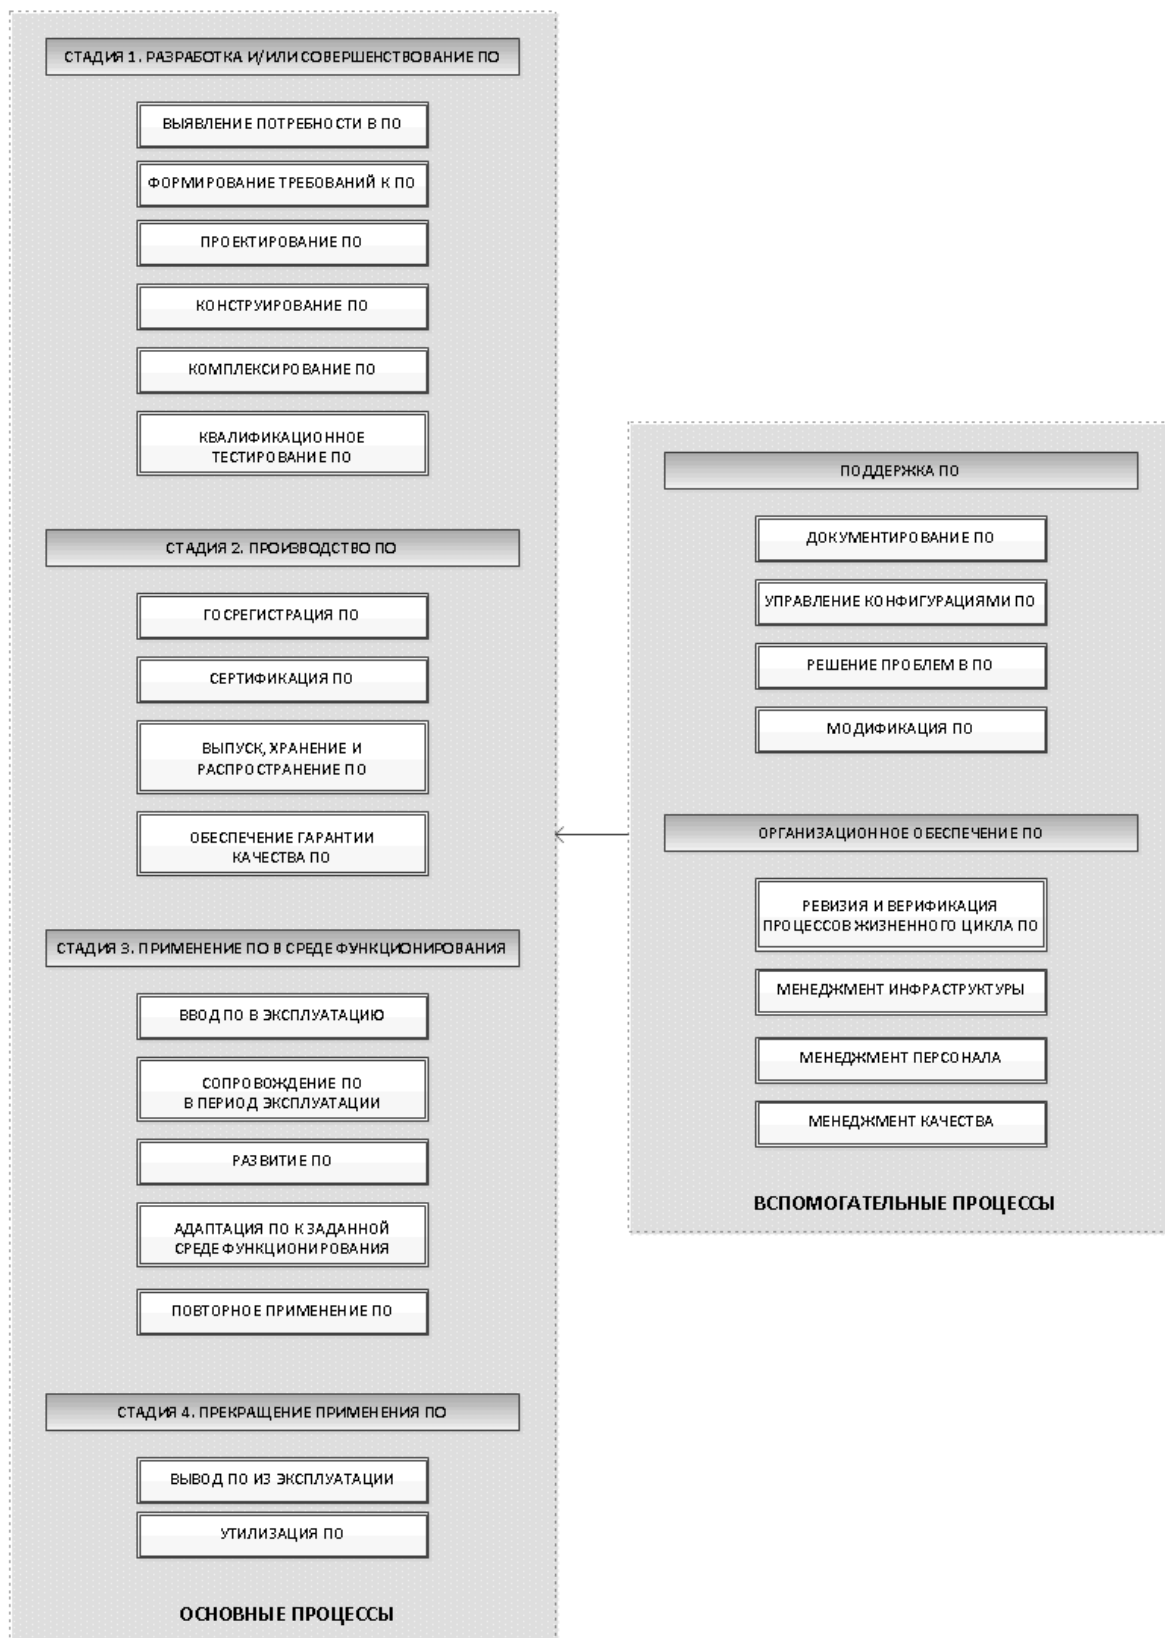 СТАДИЯ 1. РАЗРАБОТКА И/ИЛИ СОВЕРШЕНСТВОВАНИЕ ПО
ВЫЯВЛЕНИЕ ПОТРЕБНОСТИ В ПО
ФОРМИРОВАНИЕ ТРЕБОВАНИЙ К ПО
ПРОЕКТИРОВАНИЕ ПО
КОНСТРУИРОВАНИЕ ПО
КОМПЛЕКСИРОВАНИЕ ПО
КВАЛИФИКАЦИОННОЕ
ТЕСТИРОВАНИЕ ПО
СТАДИЯ 2. ПРОИЗВОДСТВО ПО
ГОСРЕГИСТРАЦИЯ ПО
СЕРТИФИКАЦИЯ ПО
ВЫПУСК, ХРАНЕНИЕ И
РАСПРОСТРАНЕНИЕ ПО
ОБЕСПЕЧЕНИЕ ГАРАНТИИ
КАЧЕСТВА ПО
СТАДИЯ 3. ПРИМЕНЕНИЕ ПО В СРЕДЕ ФУНКЦИОНИРОВАНИЯ
ВВОД ПО В ЭКСПЛУАТАЦИЮ
СОПРОВОЖДЕНИЕ ПО
В ПЕРИОД ЭКСПЛУАТАЦИИ
РАЗВИТИЕ ПО
АДАПТАЦИЯ ПО К ЗАДАННОЙ
СРЕДЕ ФУНКЦИОНИРОВАНИЯ
ПОВТОРНОЕ ПРИМЕНЕНИЕ ПО
СТАДИЯ 4. ПРЕКРАЩЕНИЕ ПРИМЕНЕНИЯ ПО
ВЫВОД ПО ИЗ ЭКСПЛУАТАЦИИ
УТИЛИЗАЦИЯ ПО
ОСНОВНЫЕ ПРОЦЕССЫ
ПОДДЕРЖКА ПО
ДОКУМЕНТИРОВАНИЕ ПО
УПРАВЛЕНИЕ КОНФИГУРАЦИЯМИ ПО
РЕШЕНИЕ ПРОБЛЕМ В ПО
МОДИФИКАЦИЯ ПО
ОРГАНИЗАЦИОННОЕ ОБЕСПЕЧЕНИЕ ПО
РЕВИЗИЯ И ВЕРИФИКАЦИЯ
ПРОЦЕССОВ ЖИЗНЕННОГО ЦИКЛА ПО
МЕНЕДЖМЕНТ ИНФРАСТРУКТУРЫ
МЕНЕДЖМЕНТ ПЕРСОНАЛА
МЕНЕДЖМЕНТ КАЧЕСТВА
ВСПОМОГАТЕЛЬНЫЕ ПРОЦЕССЫ